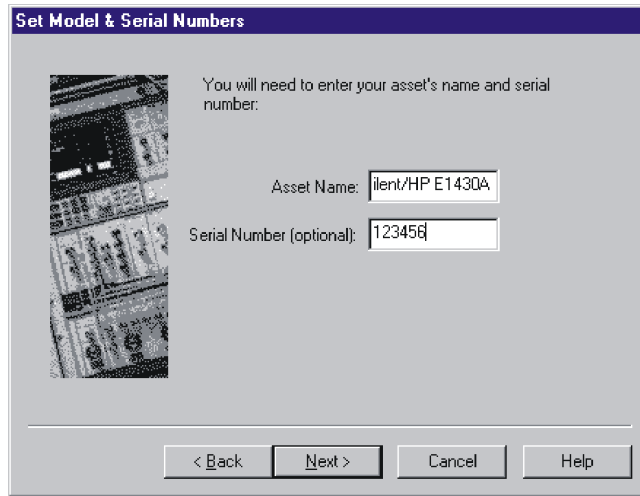 Set Model & Serial Numbers
You will need to enter your asset's name and serial
number:
Asset Name: ilent/HP E1430A
Serial Number (optional): 123456
< Back Next > Cancel Help